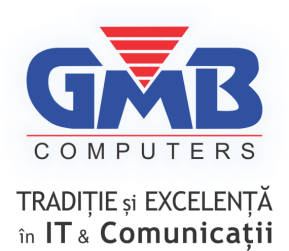 GMB
COMPUTERS
TRADIȚIE și EXCELENȚĂ
în IT & Comunicații